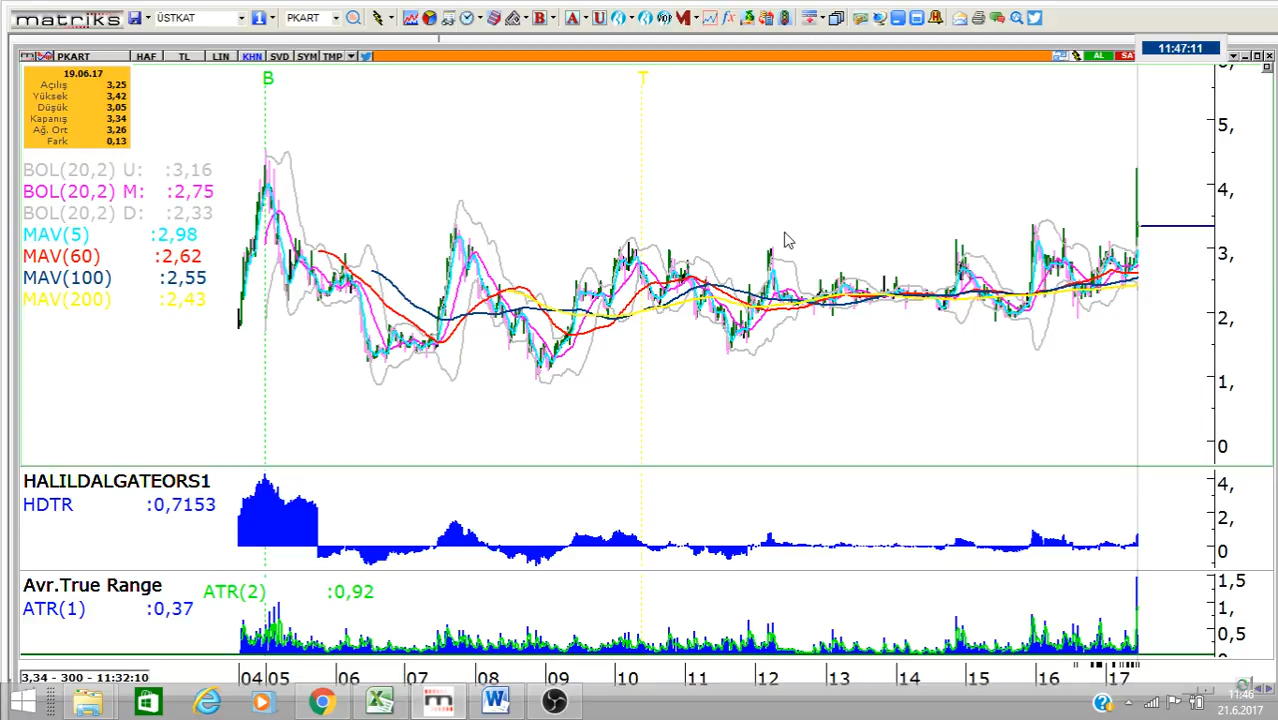 matriks ÜSTKAT PKART
11:47:11
PKART HAF TL LIN KHN SVD SYM TMP AL SAT
19.06.17
Açılış 3,25
Yüksek 3,42
Düşük 3,05
Kapanış 3,34
Ağ. Ort 3,26
Fark 0,13
B T
BOL(20,2) U: :3,16
BOL(20,2) M: :2,75
BOL(20,2) D: :2,33
MAV(5) :2,98
MAV(60) :2,62
MAV(100) :2,55
MAV(200) :2,43
5,
4,
3,
2,
1,
0
HALILDALGATEORS1
HDTR :0,7153
4,
2,
0
Avr.True Range
ATR(2) :0,92
ATR(1) :0,37
1,5
1,
0,5
3,34 - 300 - 11:32:10
04 05 06 07 08 09 10 11 12 13 14 15 16 17
11:46
21.6.2017